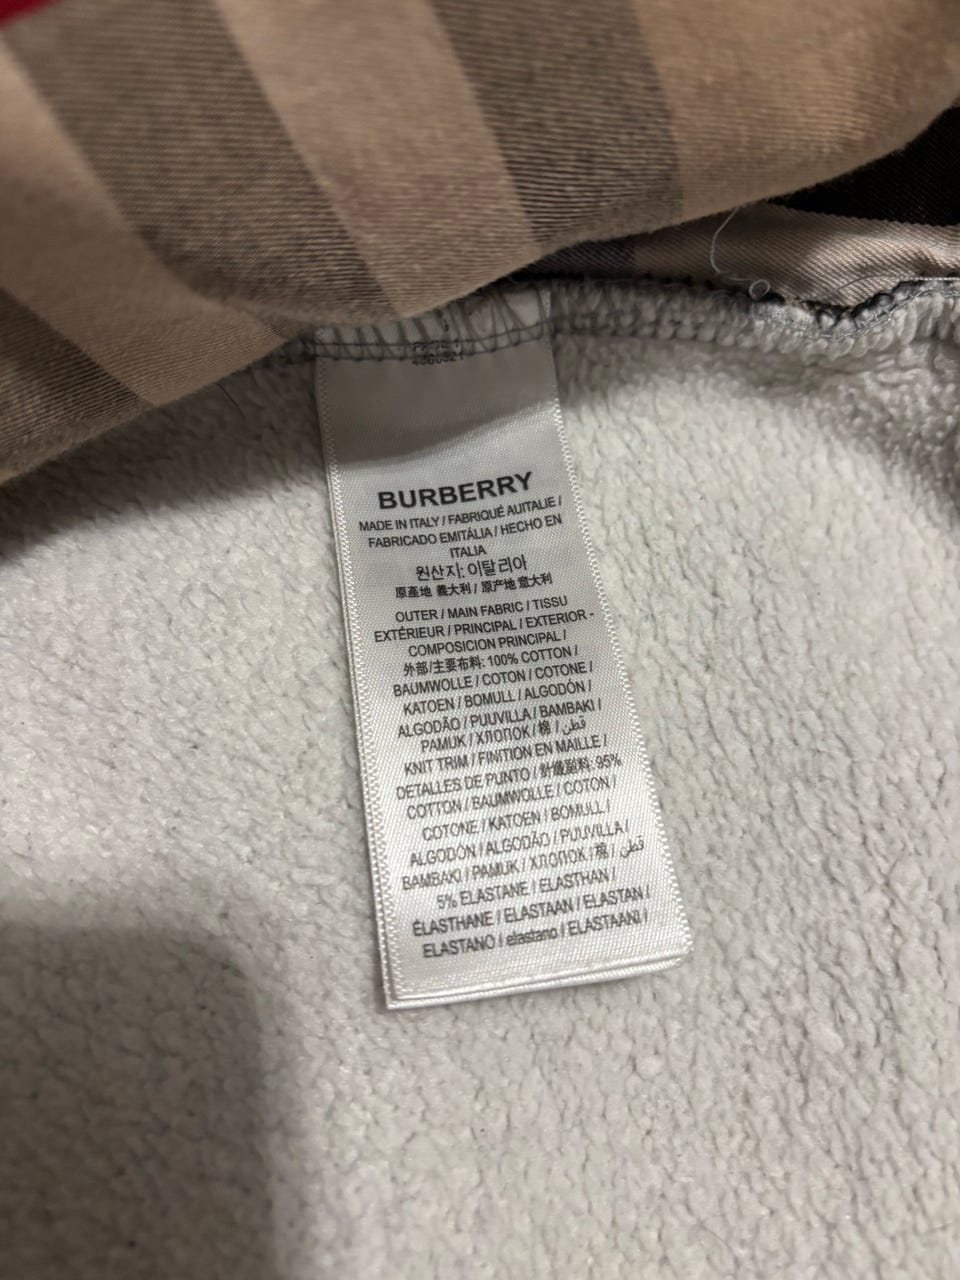 BURBERRY
MADE IN ITALY / FABRIQUÉ AUITALIE /
FABRICADO EMITÁLIA / HECHO EN
ITALIA
원산지: 이탈리아
原產地 義大利 / 原产地 意大利
OUTER / MAIN FABRIC / TISSU
EXTÉRIEUR / PRINCIPAL / EXTERIOR -
COMPOSICION PRINCIPAL /
外部/主要布料: 100% COTTON /
BAUMWOLLE / COTON / COTONE /
KATOEN / BOMULL / ALGODÓN /
ALGODÃO / PUUVILLA / BAMBAKI /
PAMUK / ХЛОПОК / 棉 / قطن
KNIT TRIM / FINITION EN MAILLE /
DETALLES DE PUNTO / 針織副料: 95%
COTTON / BAUMWOLLE / COTON /
COTONE / KATOEN / BOMULL /
ALGODÓN / ALGODÃO / PUUVILLA /
BAMBAKI / PAMUK / ХЛОПОК / 棉 / قطن
5% ELASTANE / ELASTHAN /
ÉLASTHANE / ELASTAAN / ELASTAN /
ELASTANO / elastano / ELASTAANI /